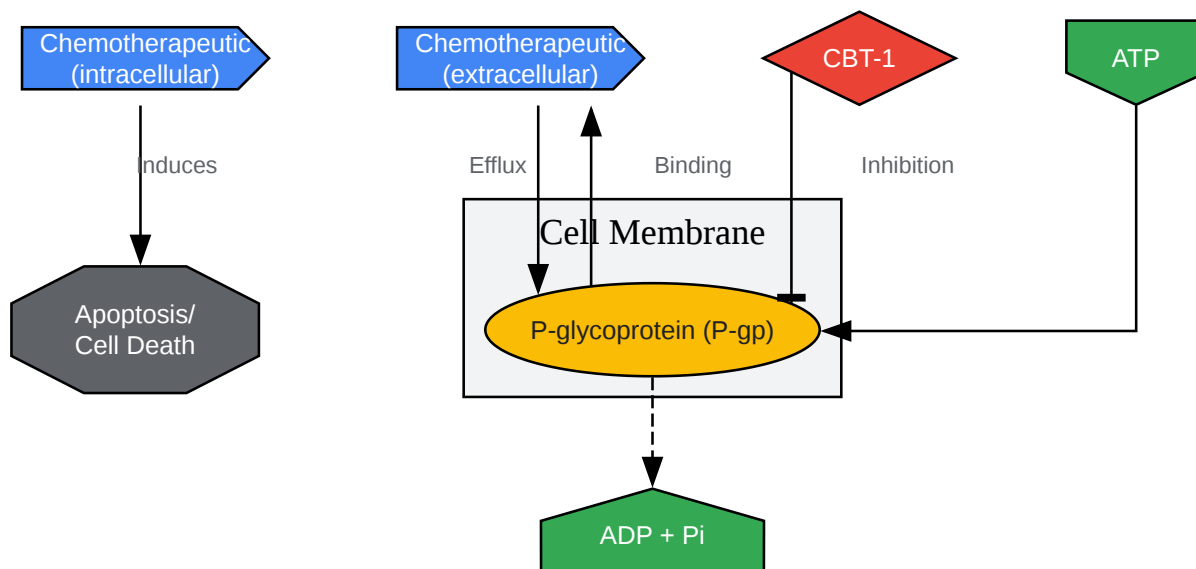 Chemotherapeutic
(intracellular)
Chemotherapeutic
(extracellular)
CBT-1
ATP
Induces
Efflux
Binding
Inhibition
Cell Membrane
Apoptosis/
Cell Death
P-glycoprotein (P-gp)
ADP + Pi